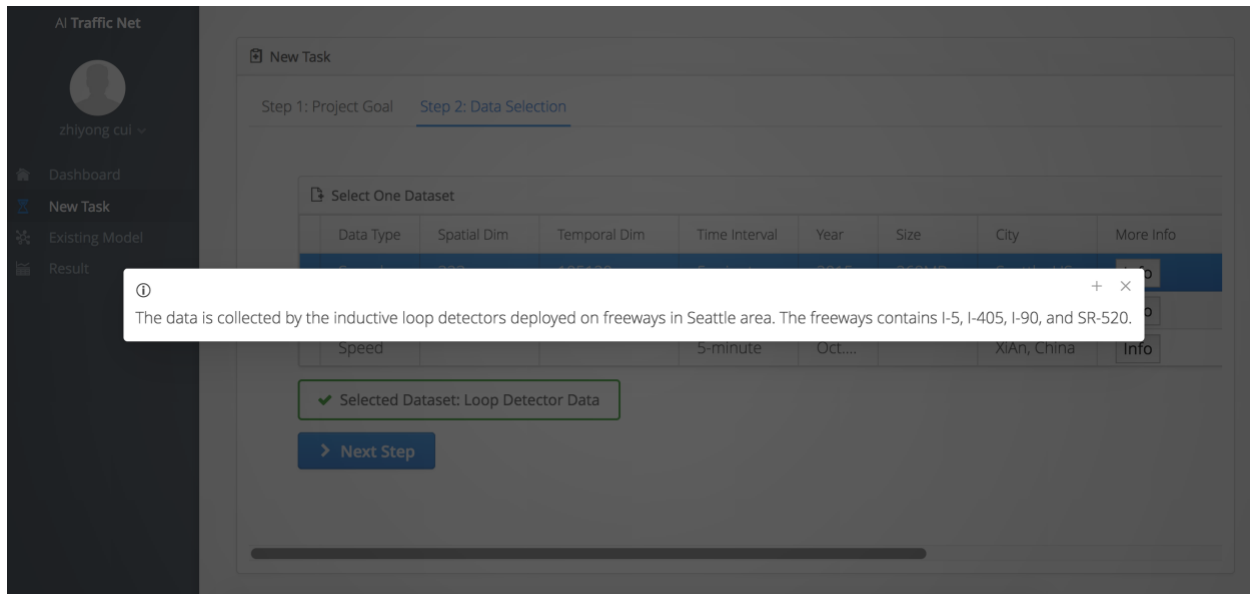 AI Traffic Net
zhiyong cui
Dashboard
New Task
Existing Model
Result
New Task
Step 1: Project Goal Step 2: Data Selection
Select One Dataset
Data Type Spatial Dim Temporal Dim Time Interval Year Size City More Info
The data is collected by the inductive loop detectors deployed on freeways in Seattle area. The freeways contains I-5, I-405, I-90, and SR-520.
Speed 5-minute Oct.... XiAn, China Info
Selected Dataset: Loop Detector Data
Next Step